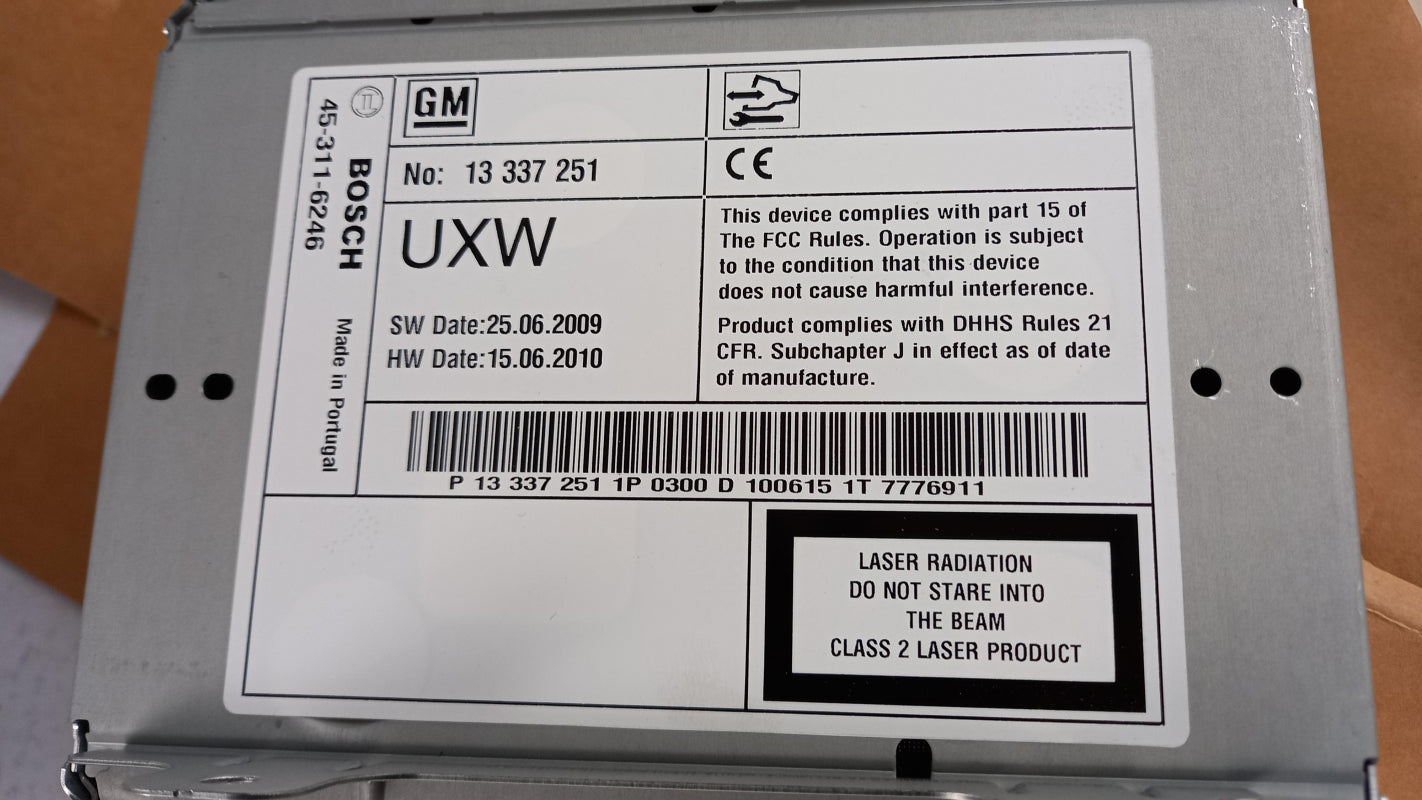 TL
45-311-6246
BOSCH
Made in Portugal
GM
No: 13 337 251
CE
UXW
SW Date:25.06.2009
HW Date:15.06.2010
This device complies with part 15 of
The FCC Rules. Operation is subject
to the condition that this device
does not cause harmful interference.
Product complies with DHHS Rules 21
CFR. Subchapter J in effect as of date
of manufacture.
P 13 337 251 1P 0300 D 100615 1T 7776911
LASER RADIATION
DO NOT STARE INTO
THE BEAM
CLASS 2 LASER PRODUCT